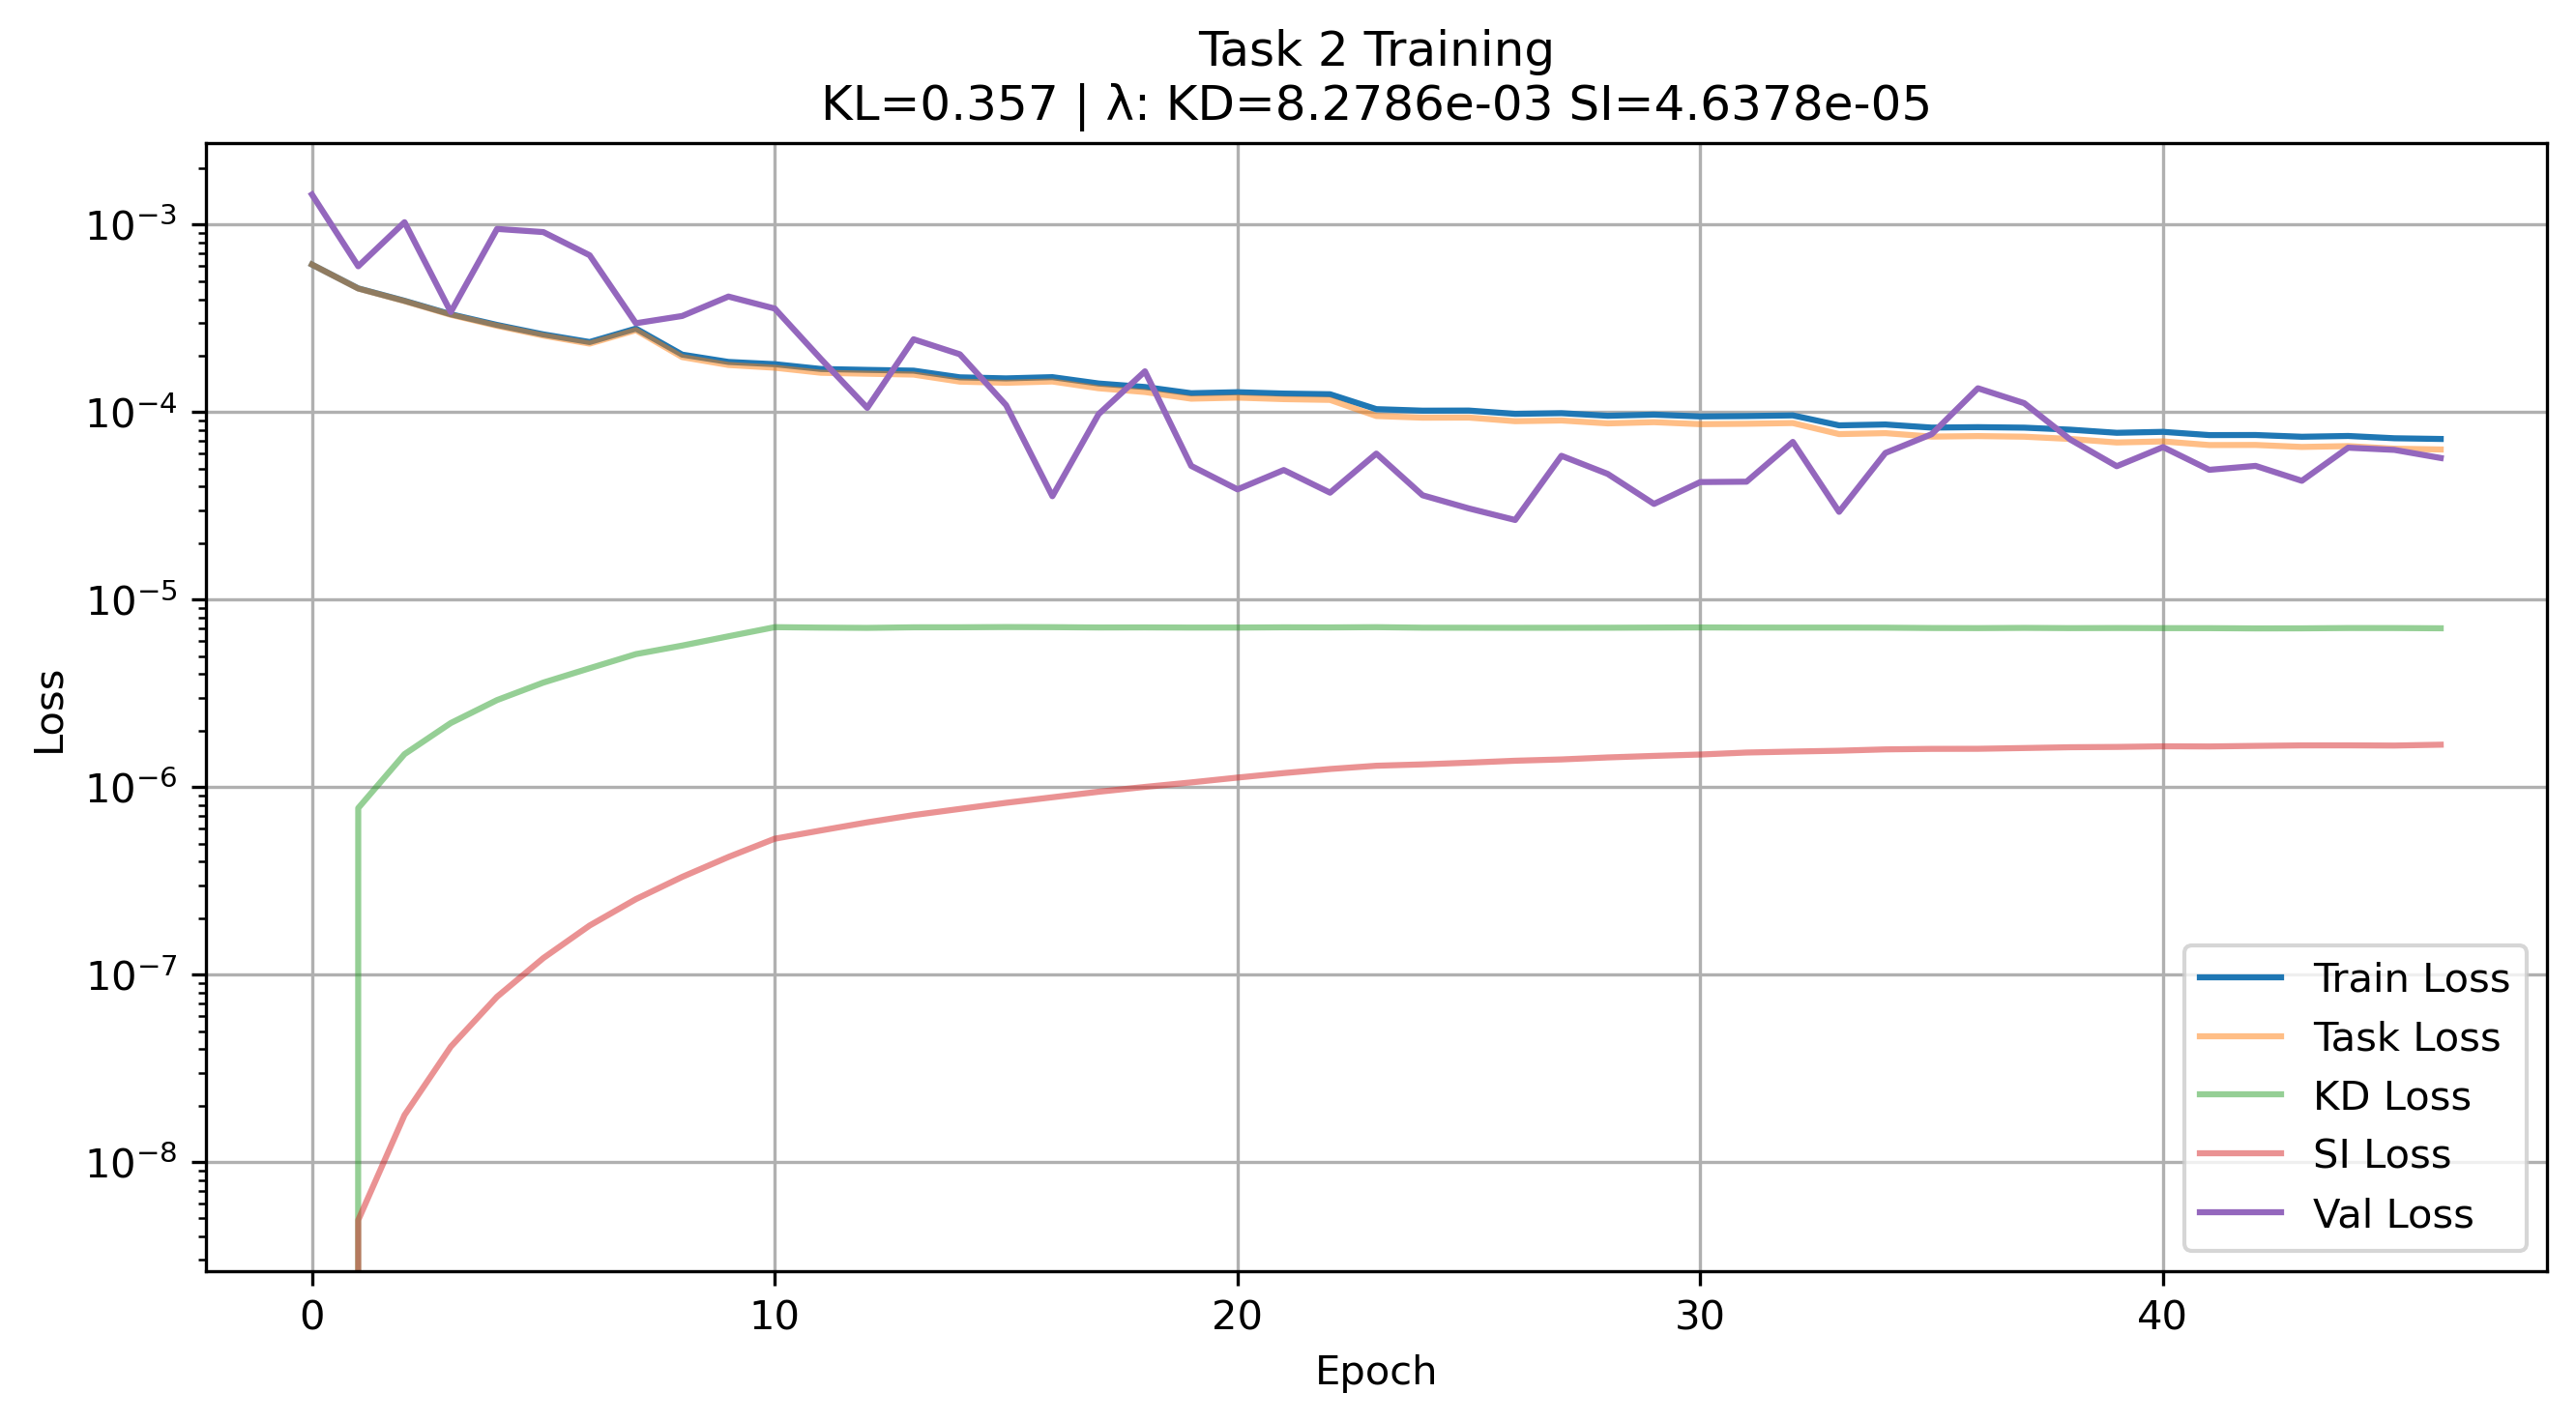 Task 2 Training
KL=0.357 | λ: KD=8.2786e-03 SI=4.6378e-05
10⁻³
10⁻⁴
10⁻⁵
10⁻⁶
10⁻⁷
10⁻⁸
Loss
0 10 20 30 40
Epoch
Train Loss
Task Loss
KD Loss
SI Loss
Val Loss